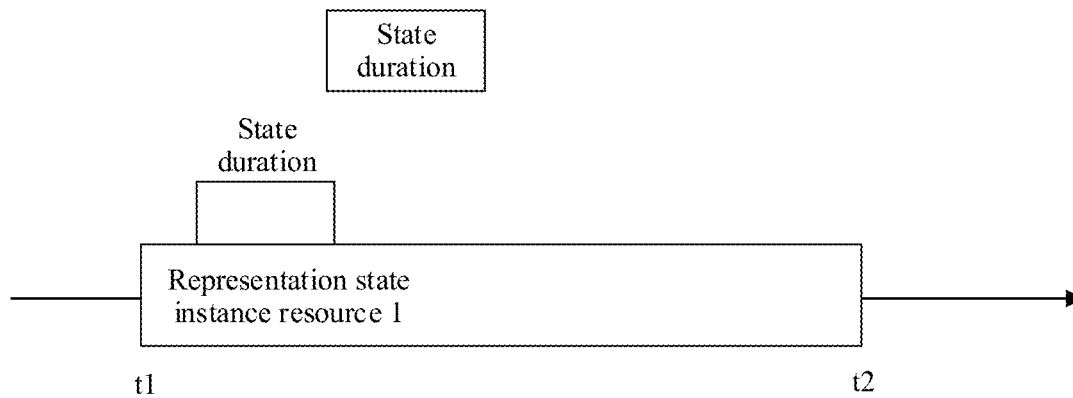 State
duration
State
duration
Representation state
instance resource 1
t1
t2